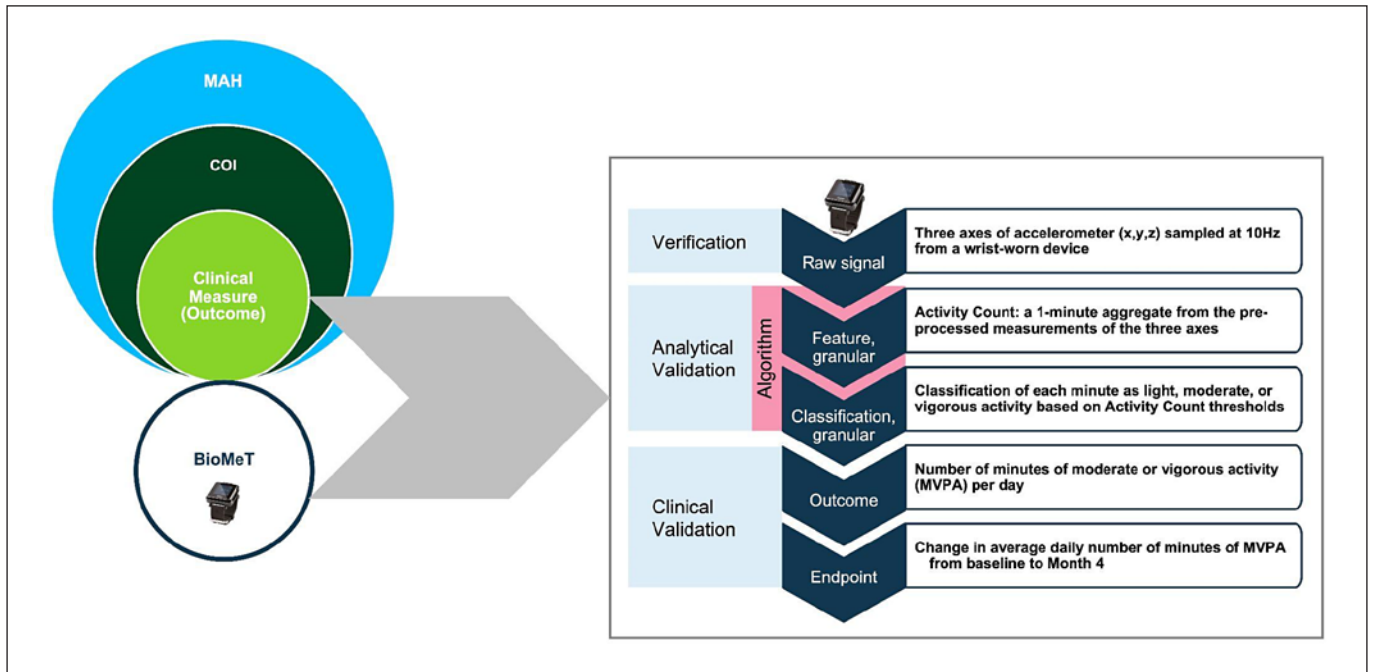 MAH
COI
Clinical
Measure
(Outcome)
BioMeT
Verification
Raw signal
Three axes of accelerometer (x,y,z) sampled at 10Hz
from a wrist-worn device
Analytical
Validation
Algorithm
Feature,
granular
Activity Count: a 1-minute aggregate from the pre-
processed measurements of the three axes
Classification,
granular
Classification of each minute as light, moderate, or
vigorous activity based on Activity Count thresholds
Clinical
Validation
Outcome
Number of minutes of moderate or vigorous activity
(MVPA) per day
Endpoint
Change in average daily number of minutes of MVPA
from baseline to Month 4